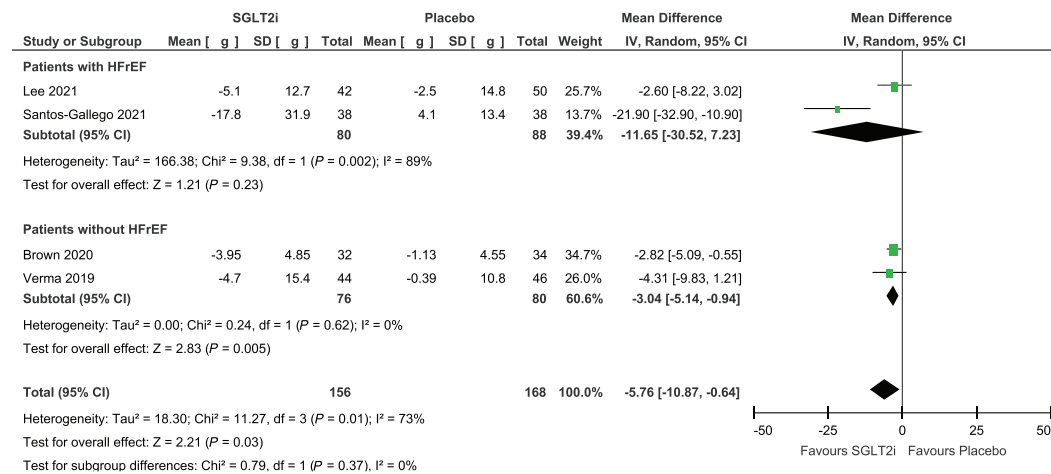 SGLT2i Placebo Mean Difference Mean Difference
Study or Subgroup Mean [ g ] SD [ g ] Total Mean [ g ] SD [ g ] Total Weight IV, Random, 95% CI IV, Random, 95% CI
Patients with HFrEF
Lee 2021 -5.1 12.7 42 -2.5 14.8 50 25.7% -2.60 [-8.22, 3.02]
Santos-Gallego 2021 -17.8 31.9 38 4.1 13.4 38 13.7% -21.90 [-32.90, -10.90]
Subtotal (95% CI) 80 88 39.4% -11.65 [-30.52, 7.23]
Heterogeneity: Tau² = 166.38; Chi² = 9.38, df = 1 (P = 0.002); I² = 89%
Test for overall effect: Z = 1.21 (P = 0.23)
Patients without HFrEF
Brown 2020 -3.95 4.85 32 -1.13 4.55 34 34.7% -2.82 [-5.09, -0.55]
Verma 2019 -4.7 15.4 44 -0.39 10.8 46 26.0% -4.31 [-9.83, 1.21]
Subtotal (95% CI) 76 80 60.6% -3.04 [-5.14, -0.94]
Heterogeneity: Tau² = 0.00; Chi² = 0.24, df = 1 (P = 0.62); I² = 0%
Test for overall effect: Z = 2.83 (P = 0.005)
Total (95% CI) 156 168 100.0% -5.76 [-10.87, -0.64]
Heterogeneity: Tau² = 18.30; Chi² = 11.27, df = 3 (P = 0.01); I² = 73%
-50 -25 0 25 50
Test for overall effect: Z = 2.21 (P = 0.03)
Favours SGLT2i Favours Placebo
Test for subgroup differences: Chi² = 0.79, df = 1 (P = 0.37), I² = 0%